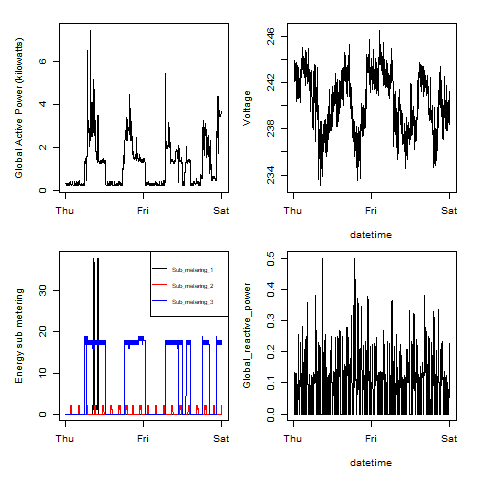 Global Active Power (kilowatts)
6
4
2
0
Thu Fri Sat
Voltage
246
242
238
234
Thu Fri Sat
datetime
Energy sub metering
30
20
10
0
Sub_metering_1
Sub_metering_2
Sub_metering_3
Thu Fri Sat
Global_reactive_power
0.5
0.4
0.3
0.2
0.1
0.0
Thu Fri Sat
datetime